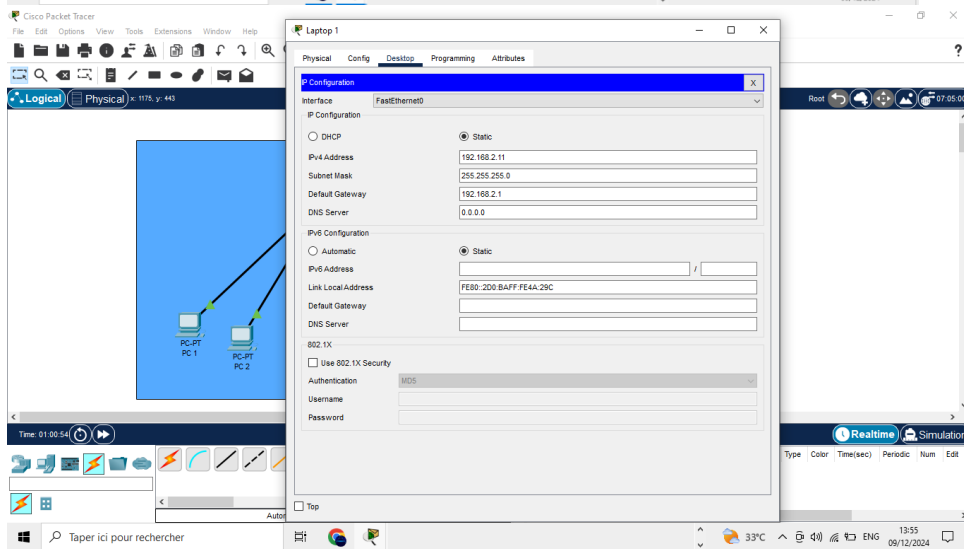 Cisco Packet Tracer
File Edit Options View Tools Extensions Window Help
?
Logical Physical x: 1175, y: 443
Root 07:05:00
PC-PT
PC 1
PC-PT
PC 2
Laptop 1
Physical Config Desktop Programming Attributes
IP Configuration X
Interface FastEthernet0
IP Configuration
DHCP Static
IPv4 Address 192.168.2.11
Subnet Mask 255.255.255.0
Default Gateway 192.168.2.1
DNS Server 0.0.0.0
IPv6 Configuration
Automatic Static
IPv6 Address /
Link Local Address FE80::2D0:BAFF:FE4A:29C
Default Gateway
DNS Server
802.1X
Use 802.1X Security
Authentication MD5
Username
Password
Top
Time: 01:00:54 Realtime Simulation
Type Color Time(sec) Periodic Num Edit
Autor
Taper ici pour rechercher 33°C ENG 13:55
09/12/2024